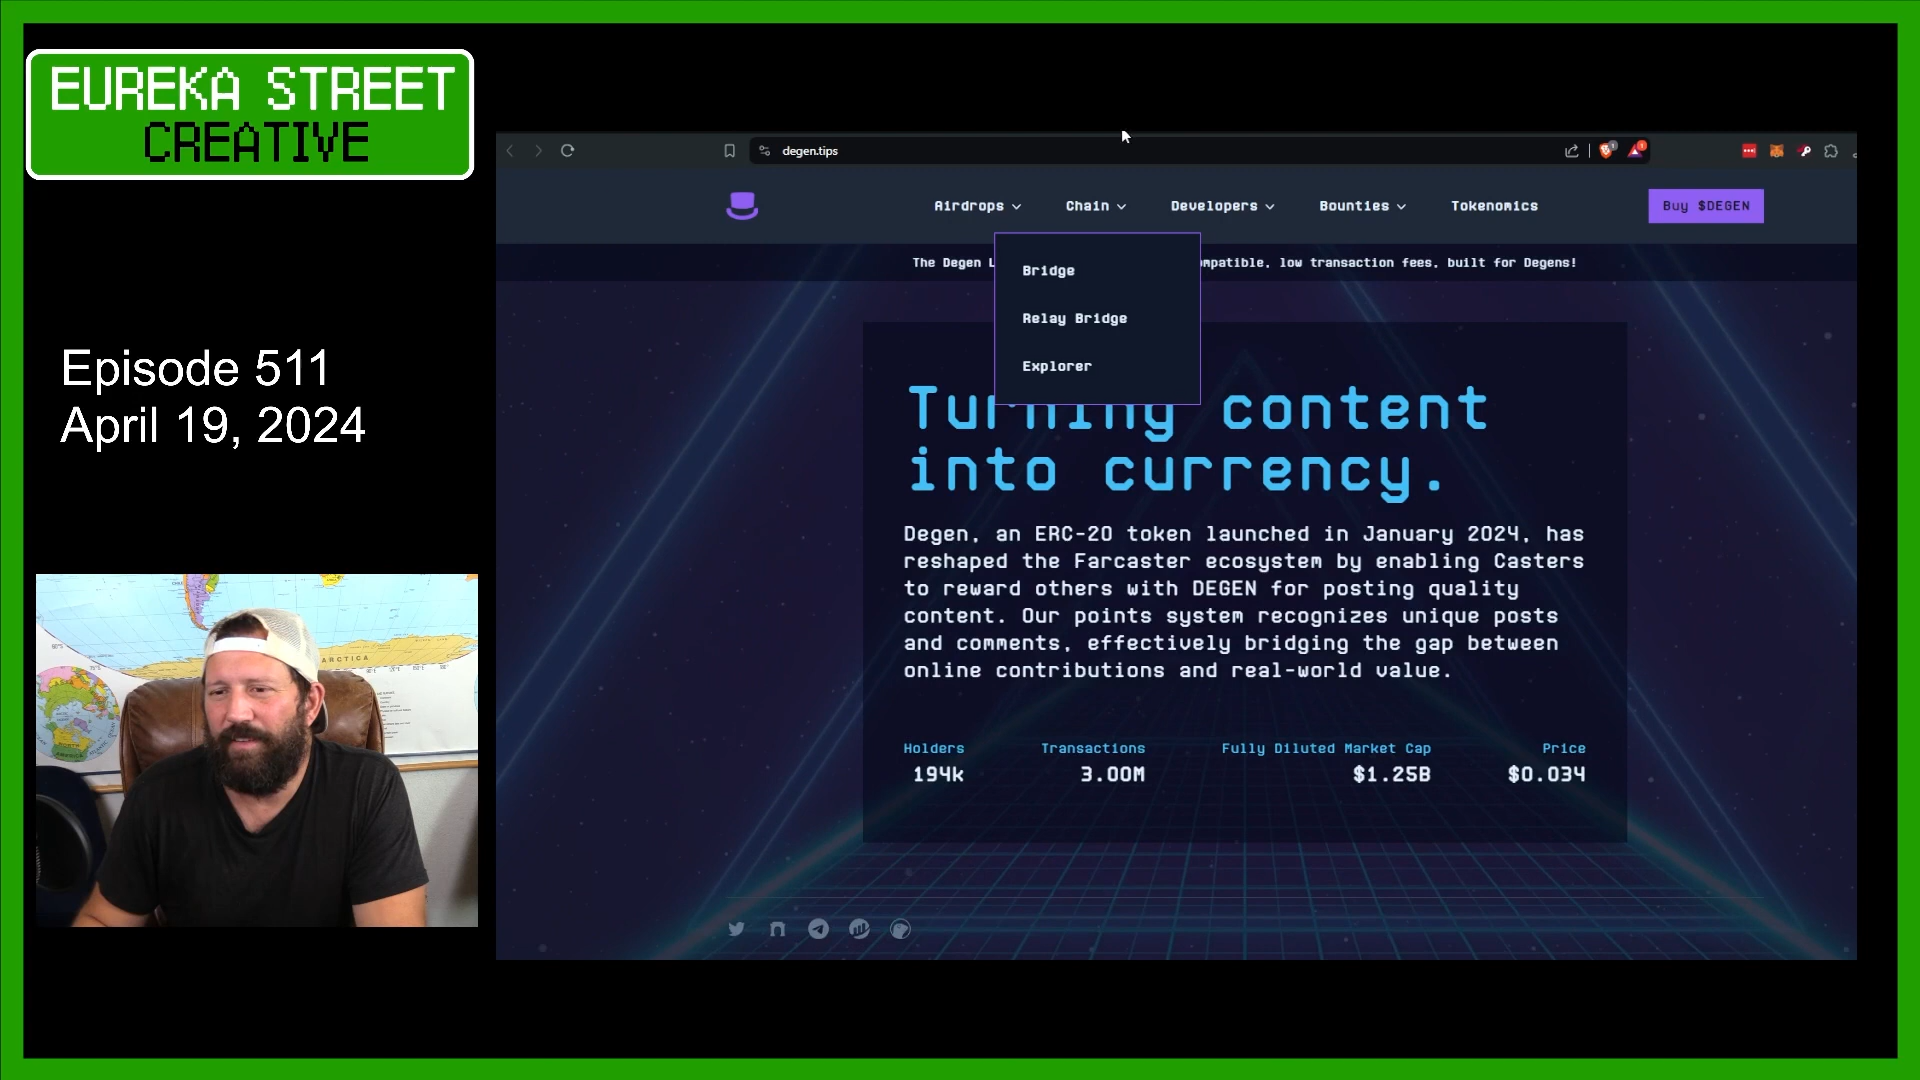 EUREKA STREET
CREATIVE
Episode 511
April 19, 2024
degen.tips
Airdrops
Chain
Developers
Bounties
Tokenomics
Buy $DEGEN
The Degen L
mpatible, low transaction fees, built for Degens!
Bridge
Relay Bridge
Explorer
Turning content
into currency.
Degen, an ERC-20 token launched in January 2024, has
reshaped the Farcaster ecosystem by enabling Casters
to reward others with DEGEN for posting quality
content. Our points system recognizes unique posts
and comments, effectively bridging the gap between
online contributions and real-world value.
Holders
Transactions
Fully Diluted Market Cap
Price
194k
3.00M
$1.25B
$0.034
ARCTICA